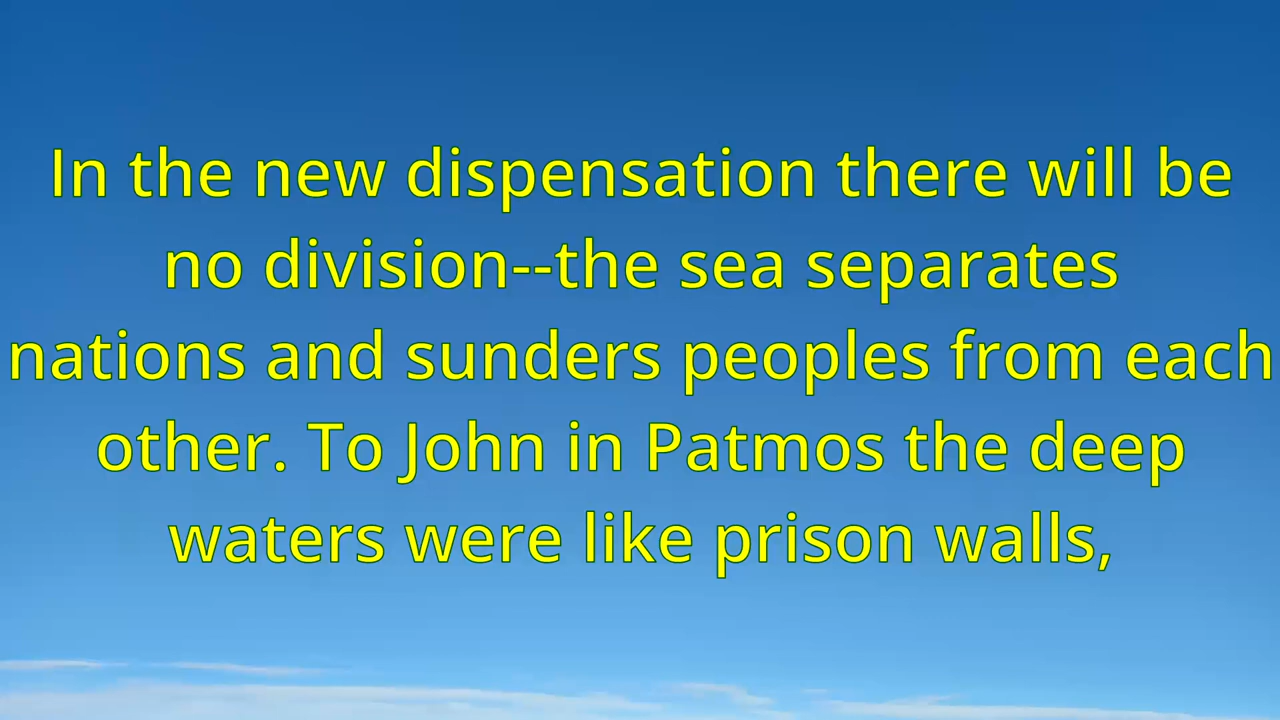 In the new dispensation there will be
no division--the sea separates
nations and sunders peoples from each
other. To John in Patmos the deep
waters were like prison walls,